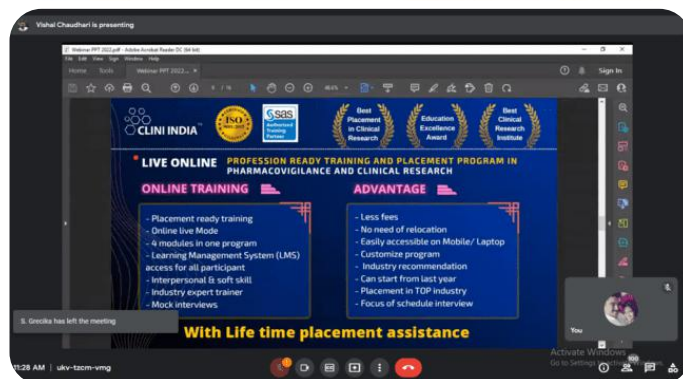 Vishal Chaudhari is presenting
Webinar PPT 2022.pdf - Adobe Acrobat Reader DC (64-bit)
File Edit View Sign Window Help
Home Tools Webinar PPT 2022... × Sign In
CLINI INDIA™
ISO
SSAS
Authorized
Training
Partner
Best
Placement
in Clinical
Research
Education
Excellence
Award
Best
Clinical
Research
Institute
LIVE ONLINE PROFESSION READY TRAINING AND PLACEMENT PROGRAM IN
PHARMACOVIGILANCE AND CLINICAL RESEARCH
ONLINE TRAINING
- Placement ready training
- Online live Mode
- 4 modules in one program
- Learning Management System (LMS)
access for all participant
- Interpersonal & soft skill
- Industry expert trainer
- Mock interviews
ADVANTAGE
- Less fees
- No need of relocation
- Easily accessible on Mobile/ Laptop
- Customize program
- Industry recommendation
- Can start from last year
- Placement in TOP industry
- Focus of schedule interview
With Life time placement assistance
S. Grecika has left the meeting
You
Activate Windows
Go to Settings to
11:28 AM | ukv-tzcm-vmg
100